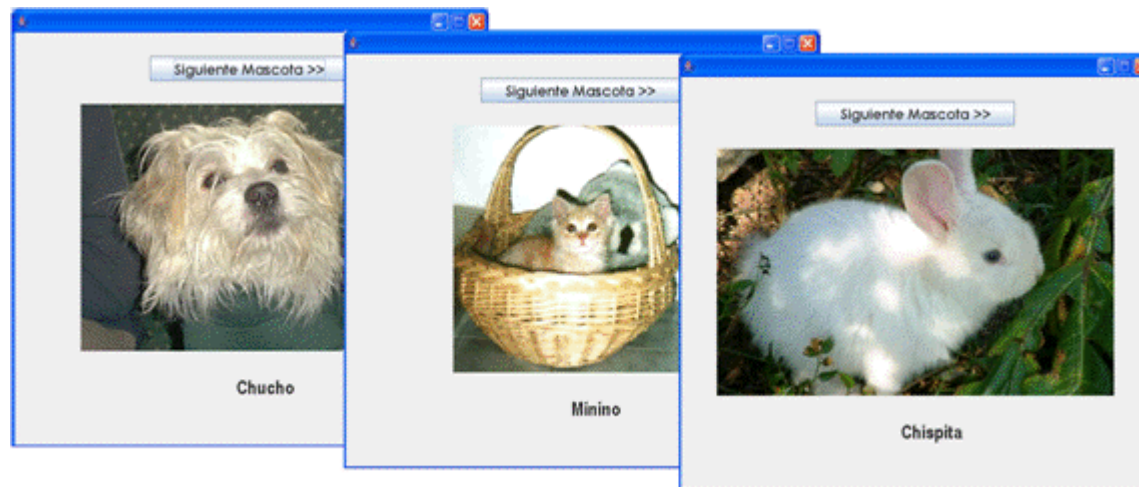 Siguiente Mascota >>
Chucho
Siguiente Mascota >>
Minino
Siguiente Mascota >>
Chispita